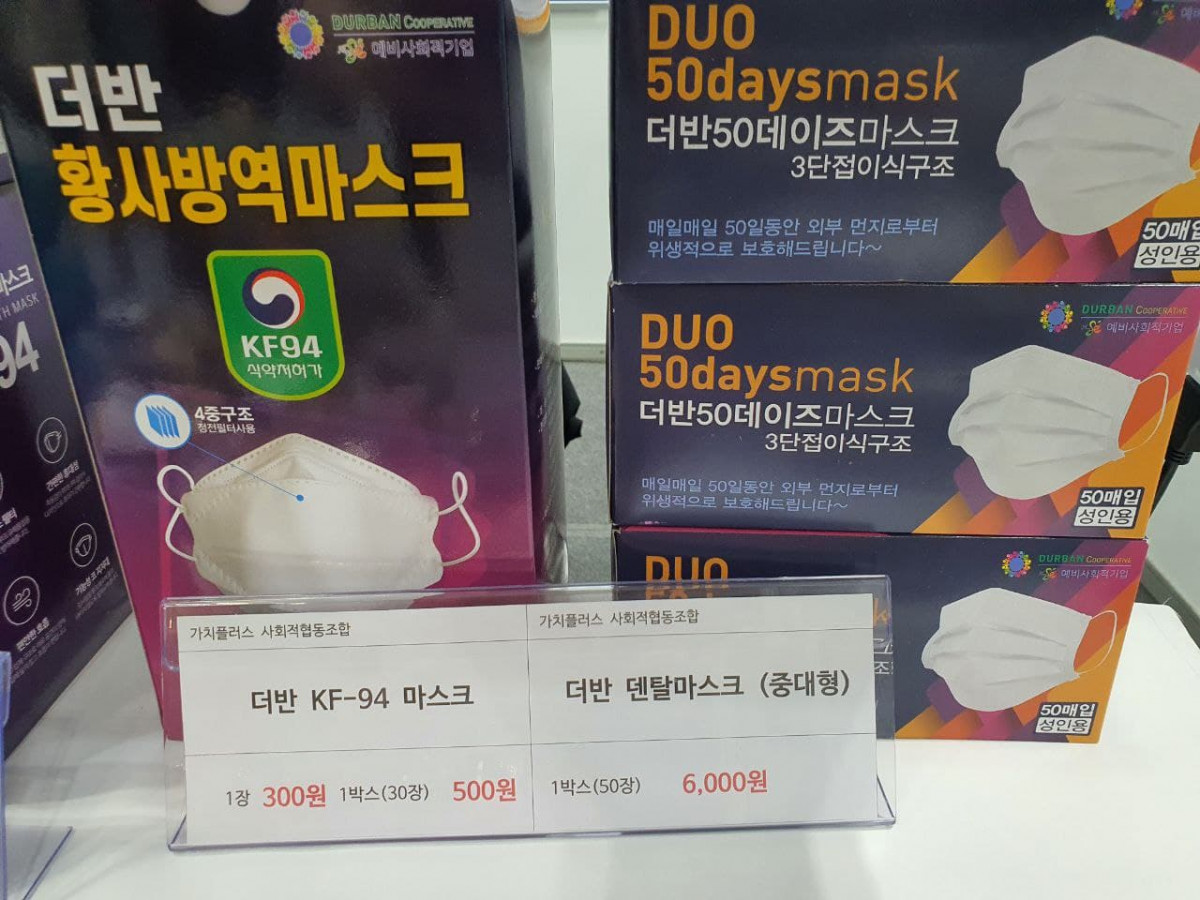 DURBAN COOPERATIVE
예비사회적기업
더반
황사방역마스크
KF94
식약처허가
4중구조
정전필터사용
마스크
TH MASK
94
DUO
50daysmask
더반50데이즈마스크
3단접이식구조
매일매일 50일동안 외부 먼지로부터
위생적으로 보호해드립니다~
50매입
성인용
DURBAN COOPERATIVE
예비사회적기업
DUO
50daysmask
더반50데이즈마스크
3단접이식구조
매일매일 50일동안 외부 먼지로부터
위생적으로 보호해드립니다~
50매입
성인용
DURBAN COOPERATIVE
예비사회적기업
DUO
50매입
성인용
가치플러스 사회적협동조합
더반 KF-94 마스크
1장 300원 1박스(30장) 500원
가치플러스 사회적협동조합
더반 덴탈마스크 (중대형)
1박스(50장) 6,000원